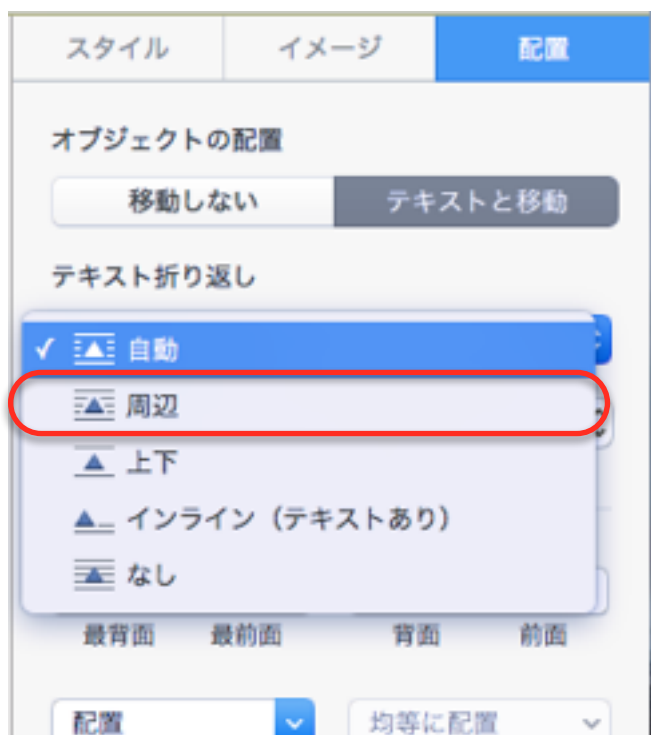 スタイル イメージ 配置
オブジェクトの配置
移動しない テキストと移動
テキスト折り返し
✓ 自動
周辺
上下
インライン（テキストあり）
なし
最背面 最前面 背面 前面
配置 均等に配置